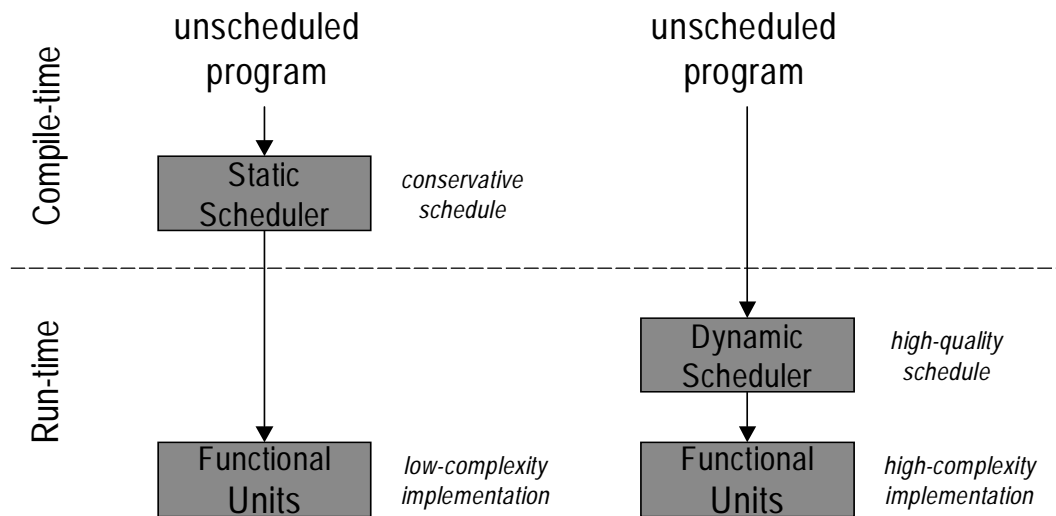 Compile-time
unscheduled
program
Static
Scheduler
conservative
schedule
unscheduled
program
Run-time
Functional
Units
low-complexity
implementation
Dynamic
Scheduler
high-quality
schedule
Functional
Units
high-complexity
implementation